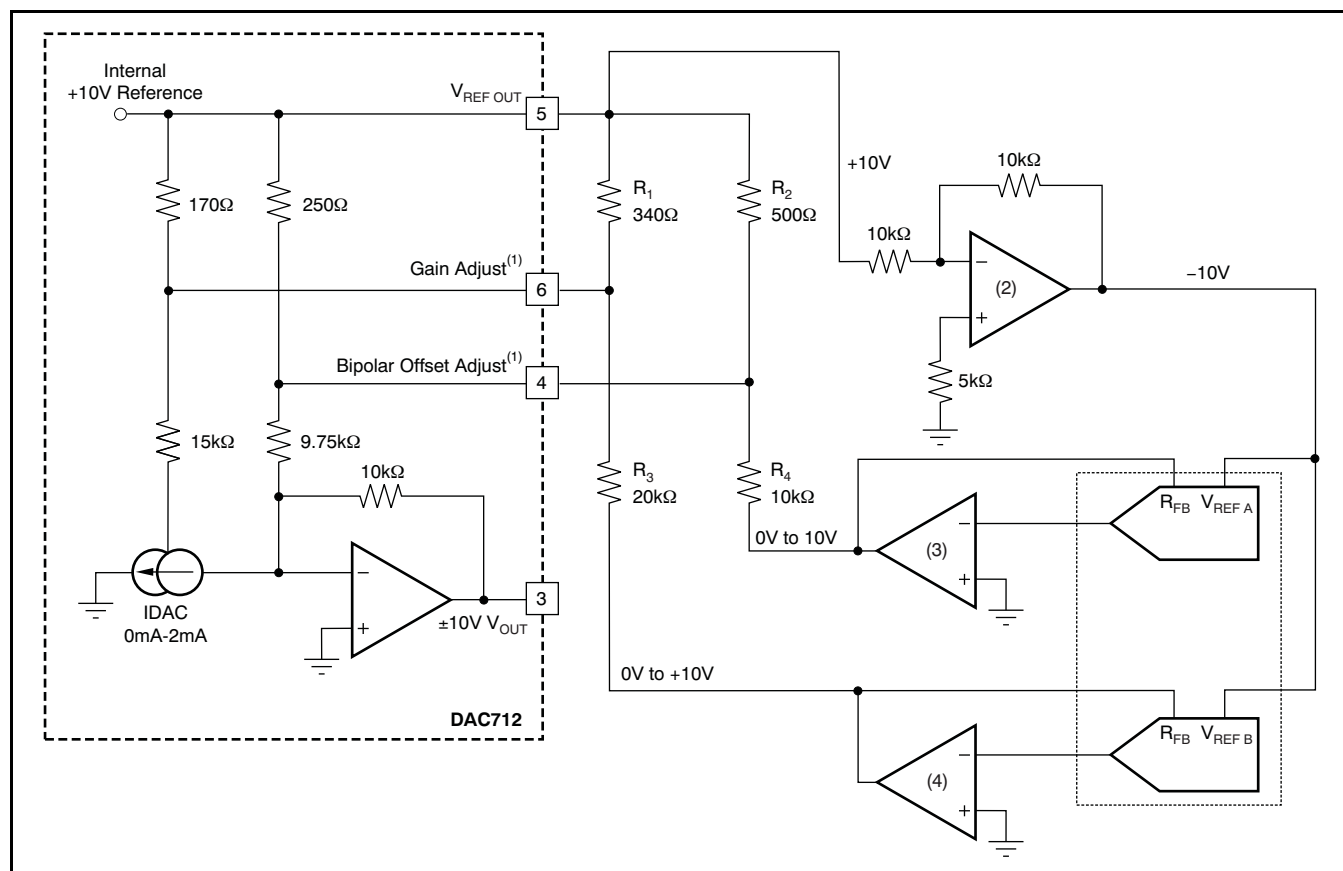 Internal
+10V Reference
V_REF OUT
5
170Ω
250Ω
R₁
340Ω
R₂
500Ω
+10V
10kΩ
10kΩ
−
(2)
+
−10V
5kΩ
Gain Adjust⁽¹⁾
6
Bipolar Offset Adjust⁽¹⁾
4
15kΩ
9.75kΩ
10kΩ
R₃
20kΩ
R₄
10kΩ
0V to 10V
−
(3)
+
R_FB V_REF A
IDAC
0mA-2mA
−
+
±10V V_OUT
3
0V to +10V
DAC712
−
(4)
+
R_FB V_REF B